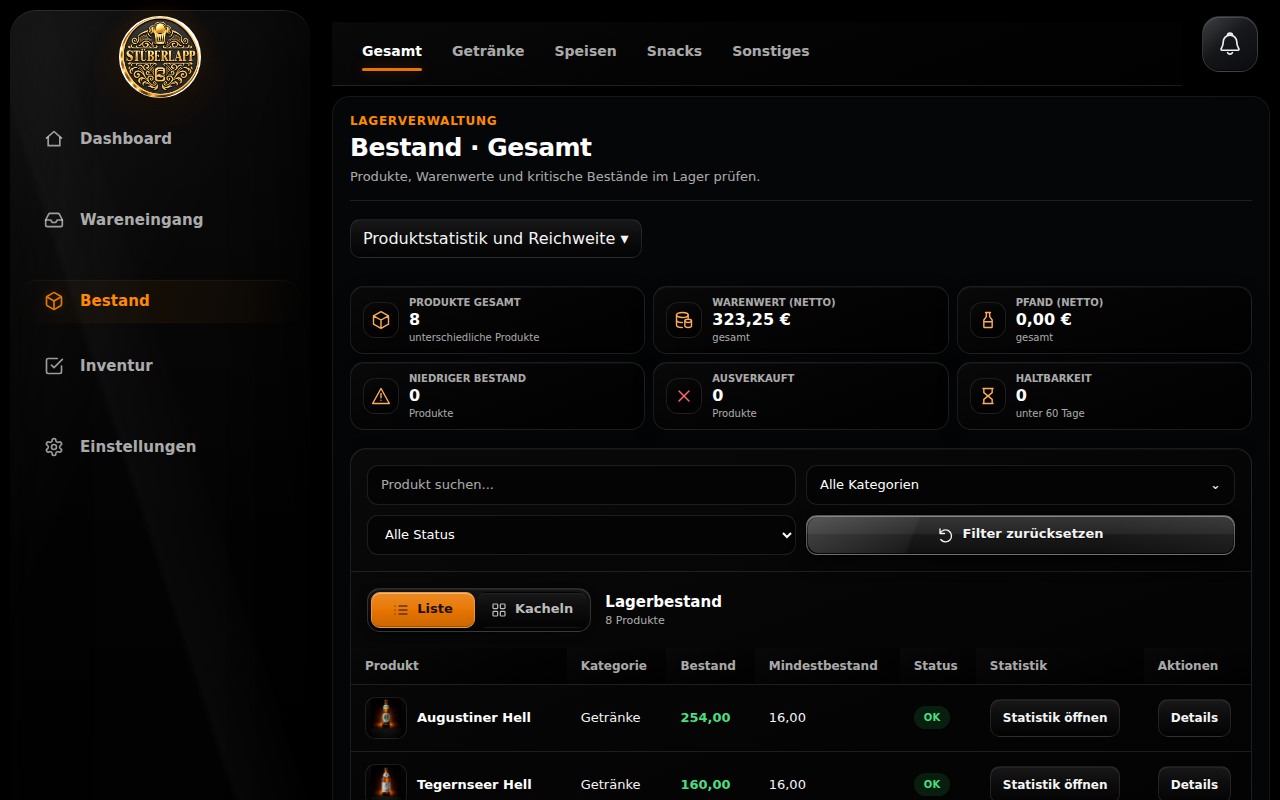 STÜBERLAPP
Dashboard
Wareneingang
Bestand
Inventur
Einstellungen
Gesamt Getränke Speisen Snacks Sonstiges
LAGERVERWALTUNG
Bestand · Gesamt
Produkte, Warenwerte und kritische Bestände im Lager prüfen.
Produktstatistik und Reichweite ▾
PRODUKTE GESAMT
8
unterschiedliche Produkte
WARENWERT (NETTO)
323,25 €
gesamt
PFAND (NETTO)
0,00 €
gesamt
NIEDRIGER BESTAND
0
Produkte
AUSVERKAUFT
0
Produkte
HALTBARKEIT
0
unter 60 Tage
Produkt suchen...
Alle Kategorien
Alle Status
Filter zurücksetzen
Liste Kacheln
Lagerbestand
8 Produkte
Produkt Kategorie Bestand Mindestbestand Status Statistik Aktionen
Augustiner Hell Getränke 254,00 16,00 OK Statistik öffnen Details
Tegernseer Hell Getränke 160,00 16,00 OK Statistik öffnen Details